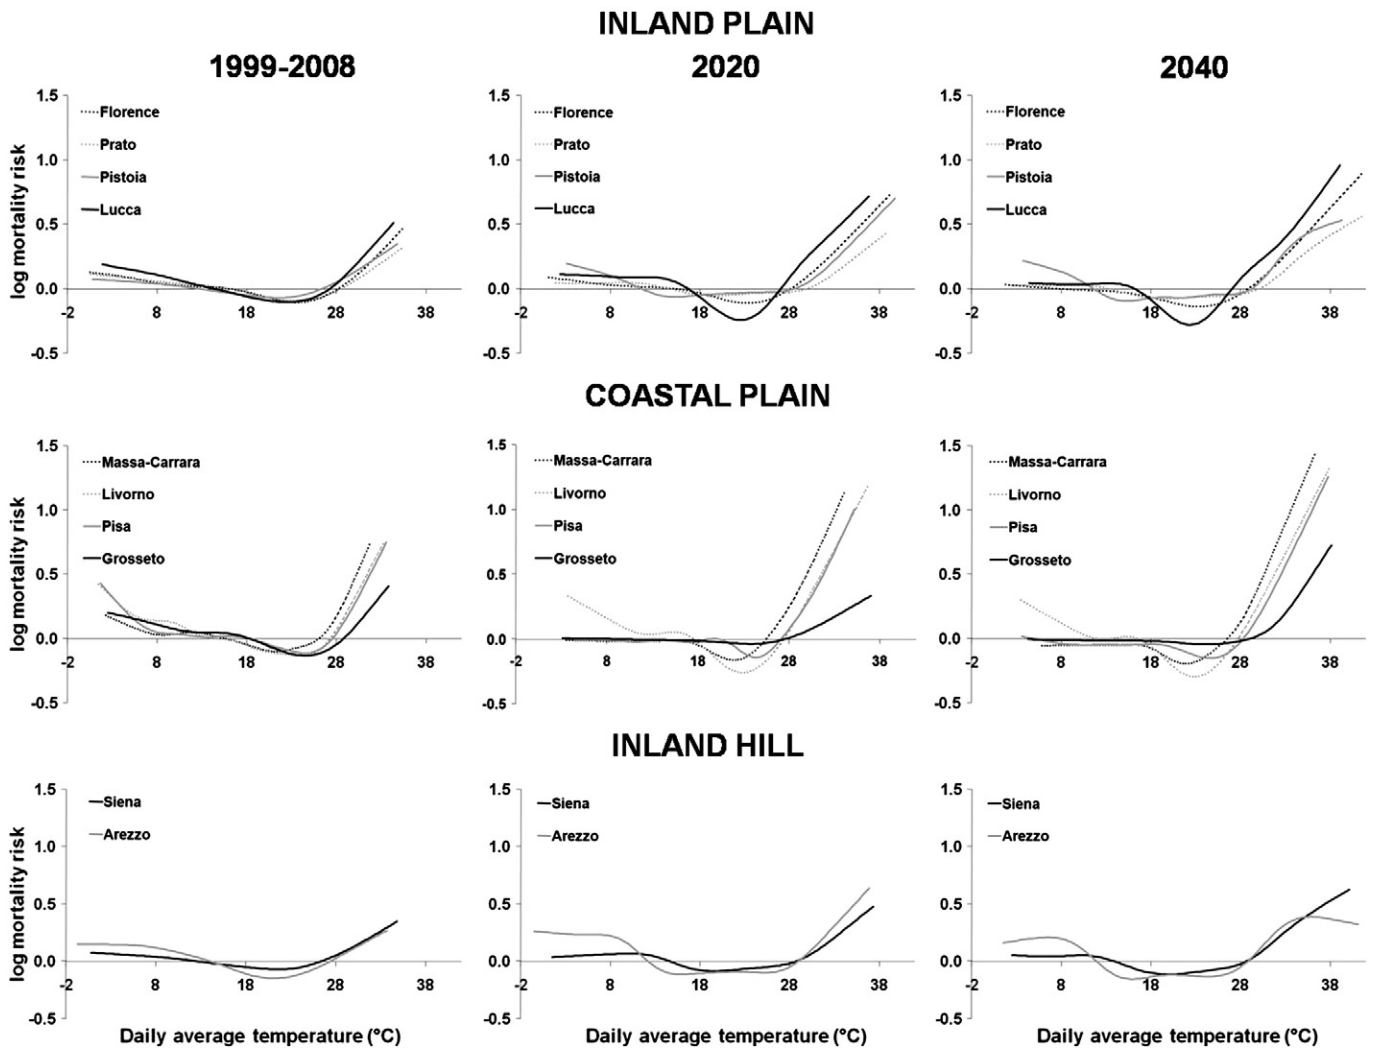 INLAND PLAIN
1999-2008 2020 2040
log mortality risk
1.5
1.0
0.5
0.0
-0.5
-2 8 18 28 38
Florence
Prato
Pistoia
Lucca
1.5
1.0
0.5
0.0
-0.5
-2 8 18 28 38
Florence
Prato
Pistoia
Lucca
1.5
1.0
0.5
0.0
-0.5
-2 8 18 28 38
Florence
Prato
Pistoia
Lucca
COASTAL PLAIN
log mortality risk
1.5
1.0
0.5
0.0
-0.5
-2 8 18 28 38
Massa-Carrara
Livorno
Pisa
Grosseto
1.5
1.0
0.5
0.0
-0.5
-2 8 18 28 38
Massa-Carrara
Livorno
Pisa
Grosseto
1.5
1.0
0.5
0.0
-0.5
-2 8 18 28 38
Massa-Carrara
Livorno
Pisa
Grosseto
INLAND HILL
log mortality risk
1.5
1.0
0.5
0.0
-0.5
-2 8 18 28 38
Siena
Arezzo
1.5
1.0
0.5
0.0
-0.5
-2 8 18 28 38
Siena
Arezzo
1.5
1.0
0.5
0.0
-0.5
-2 8 18 28 38
Siena
Arezzo
Daily average temperature (°C) Daily average temperature (°C) Daily average temperature (°C)